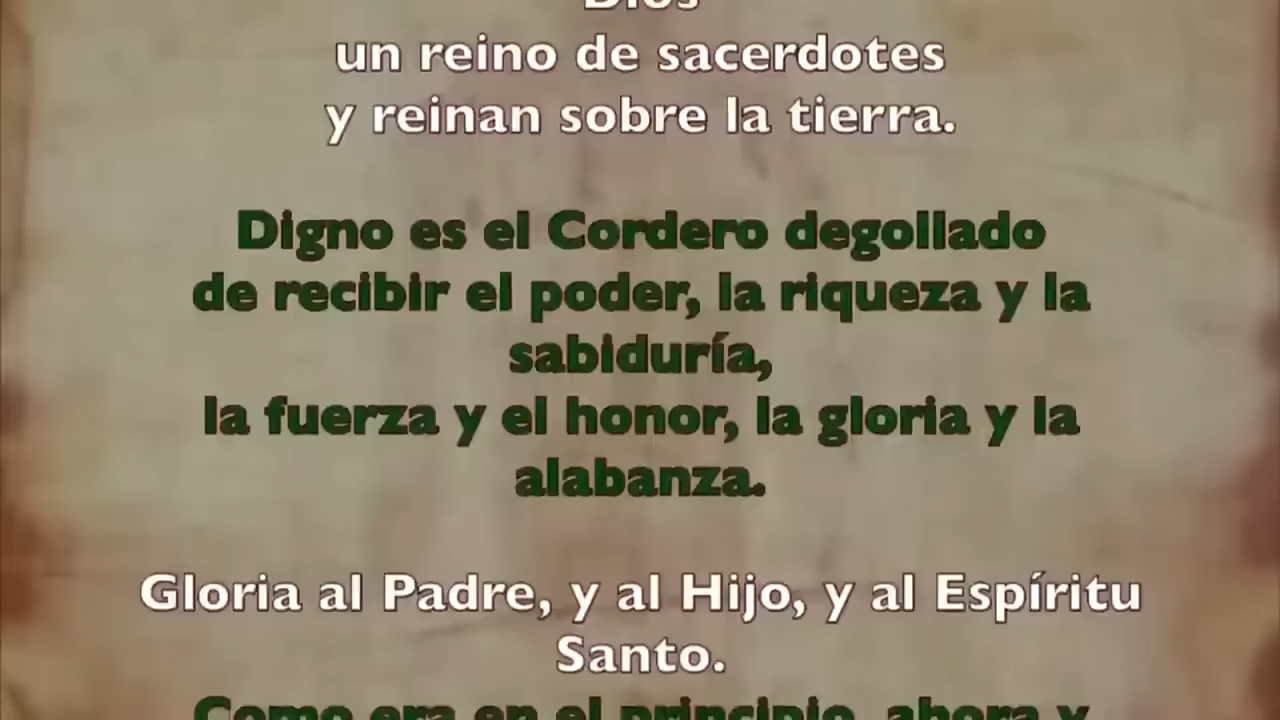 Dios
un reino de sacerdotes
y reinan sobre la tierra.
Digno es el Cordero degollado
de recibir el poder, la riqueza y la
sabiduría,
la fuerza y el honor, la gloria y la
alabanza.
Gloria al Padre, y al Hijo, y al Espíritu
Santo.
Como era en el principio, ahora y